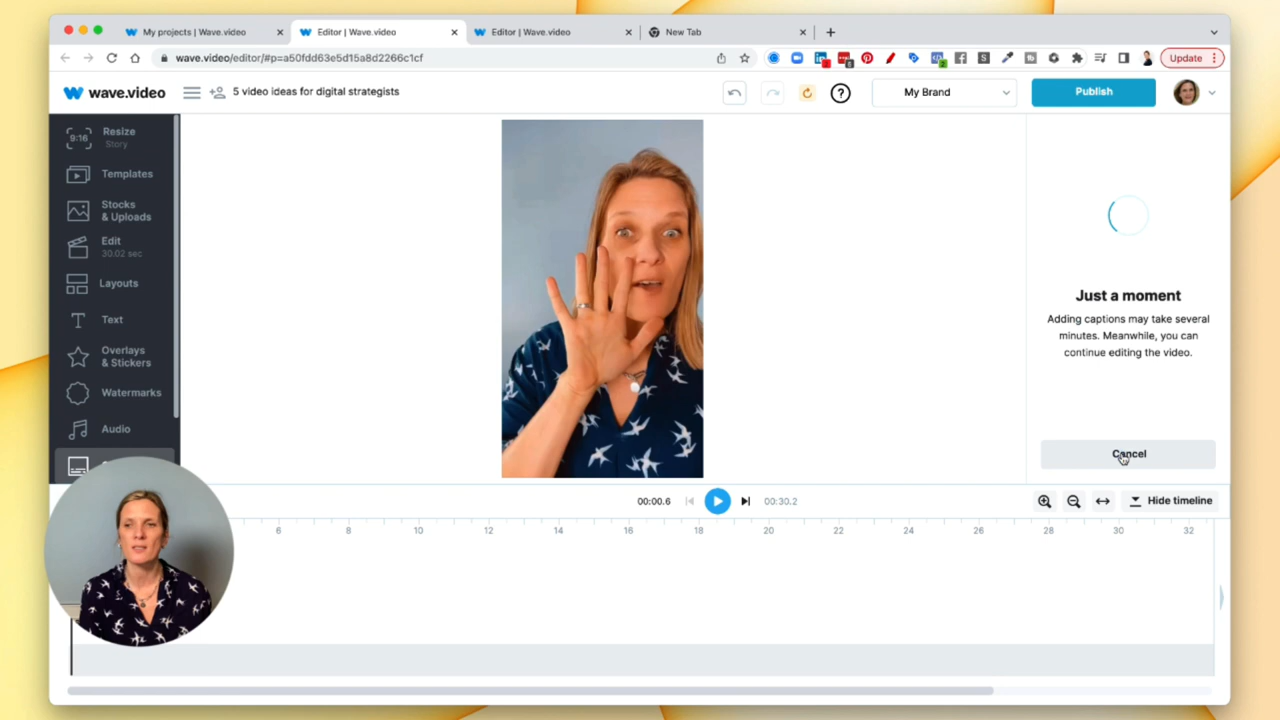 My projects | Wave.video
Editor | Wave.video
Editor | Wave.video
New Tab
wave.video/editor/#p=a50fdd63e5d15a8d2266c1cf
Update
wave.video
5 video ideas for digital strategists
My Brand
Publish
9:16
Resize
Story
Templates
Stocks
& Uploads
Edit
30.02 sec
Layouts
Text
Overlays
& Stickers
Watermarks
Audio
Just a moment
Adding captions may take several
minutes. Meanwhile, you can
continue editing the video.
Cancel
00:00.6
00:30.2
Hide timeline
6 8 10 12 14 16 18 20 22 24 26 28 30 32